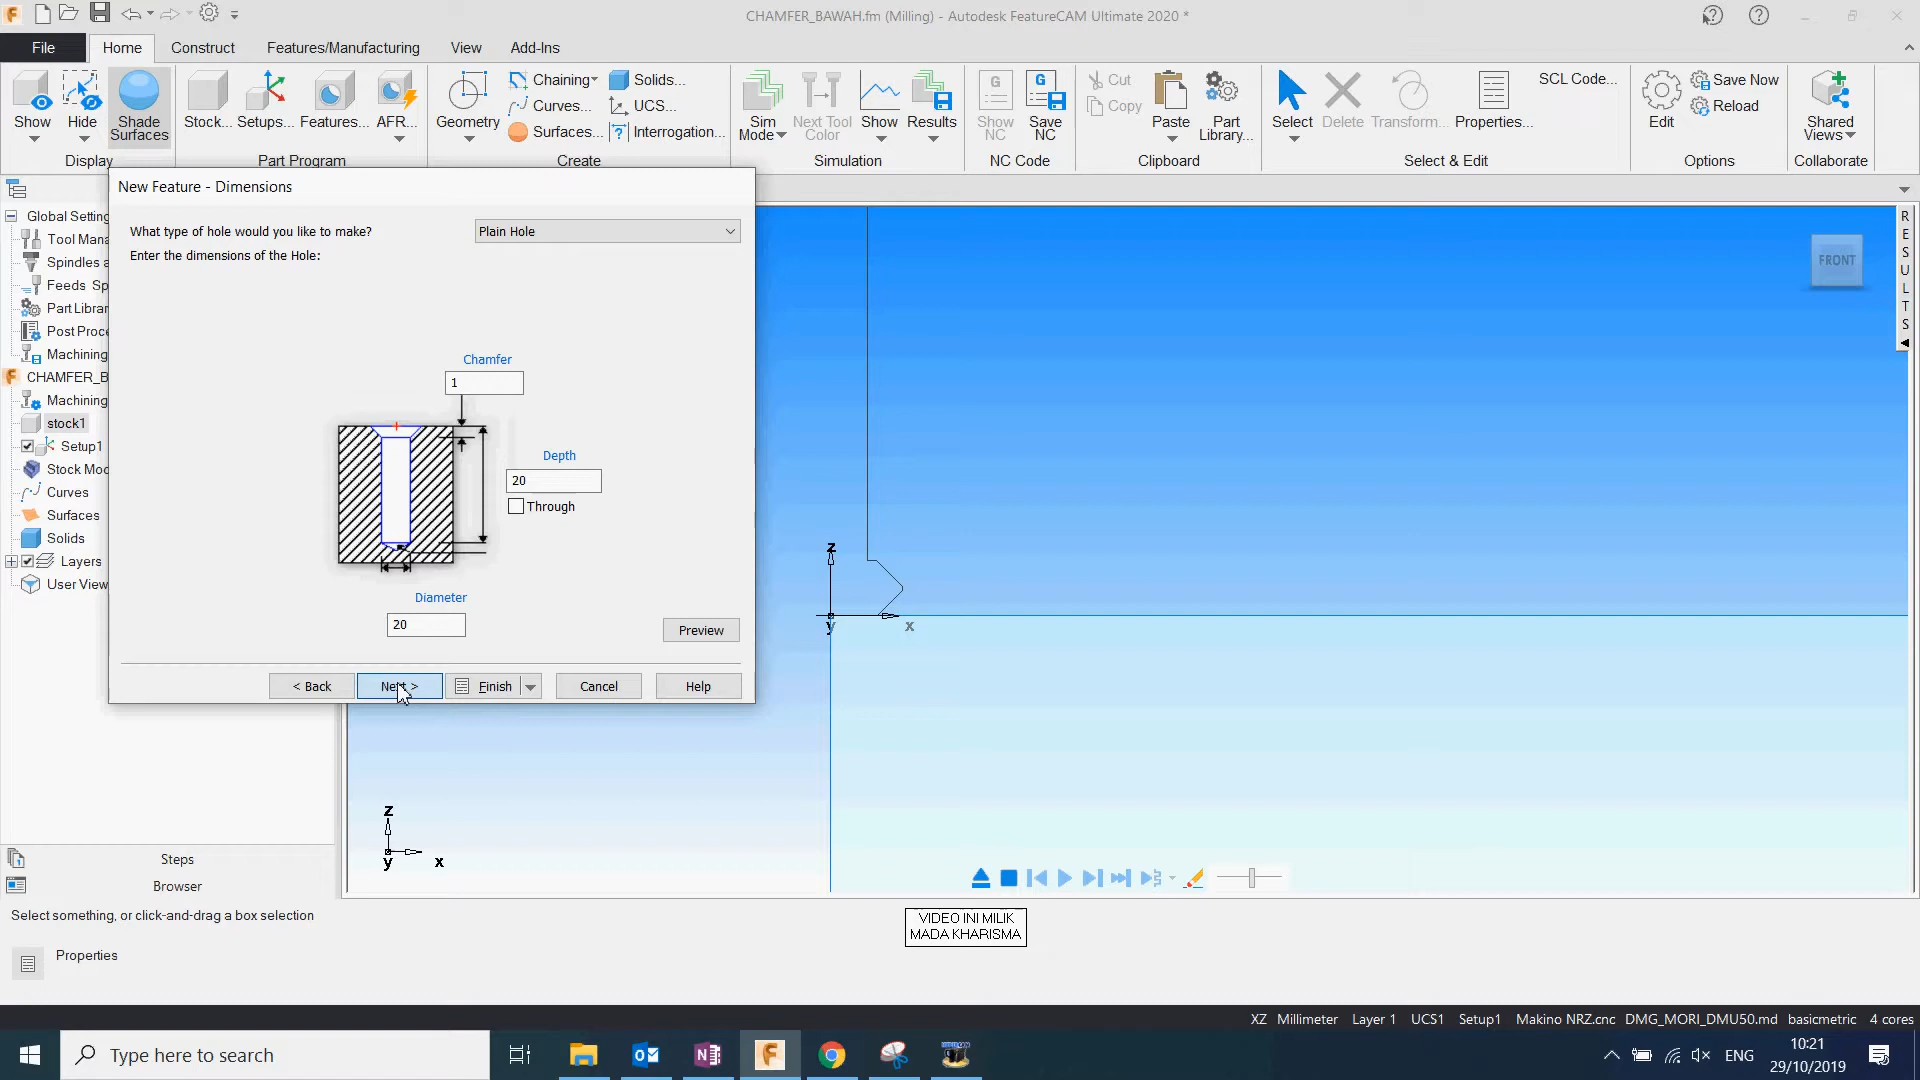 CHAMFER_BAWAH.fm (Milling) - Autodesk FeatureCAM Ultimate 2020 *
File Home Construct Features/Manufacturing View Add-Ins
Show Hide Shade Surfaces
Display
Stock... Setups... Features... AFR...
Part Program
Geometry Chaining Solids...
Curves... UCS...
Surfaces... Interrogation...
Create
Sim Mode Next Tool Color Show Results
Simulation
Show NC Save NC
NC Code
Cut
Copy
Paste Part Library...
Clipboard
Select Delete Transform... Properties... SCL Code...
Select & Edit
Edit Save Now
Reload
Options
Shared Views
Collaborate
New Feature - Dimensions
What type of hole would you like to make? Plain Hole
Enter the dimensions of the Hole:
Chamfer
1
Depth
20
Through
Diameter
20
Preview
< Back Next > Finish Cancel Help
Global Setting
Tool Mana
Spindles a
Feeds Sp
Part Librar
Post Proce
Machining
CHAMFER_B
Machining
stock1
Setup1
Stock Mod
Curves
Surfaces
Solids
Layers
User View
Steps
Browser
FRONT
RESULTS
z
y x
z
y x
Select something, or click-and-drag a box selection
Properties
VIDEO INI MILIK
MADA KHARISMA
XZ Millimeter Layer 1 UCS1 Setup1 Makino NRZ.cnc DMG_MORI_DMU50.md basicmetric 4 cores
Type here to search
ENG
10:21
29/10/2019